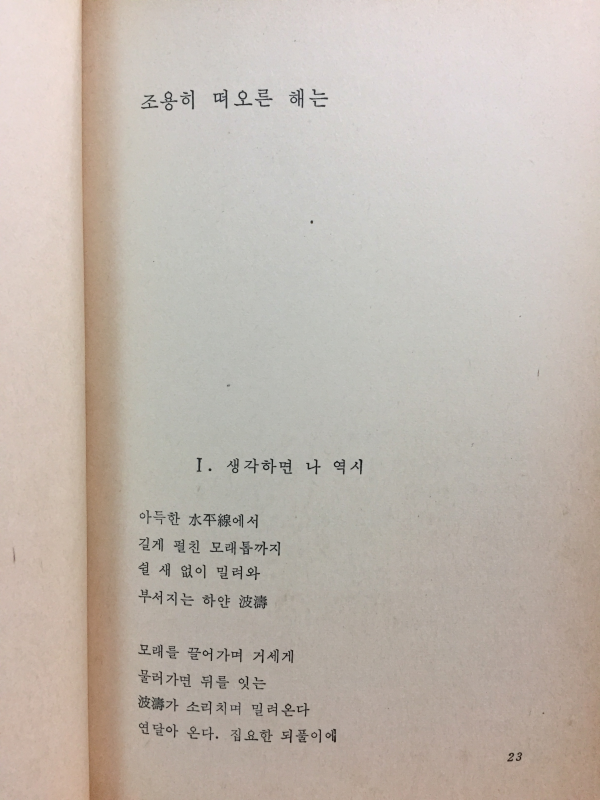 조용히 떠오른 해는
I. 생각하면 나 역시
아득한 水平線에서
길게 펼친 모래톱까지
쉴 새 없이 밀려와
부서지는 하얀 波濤
모래를 끌어가며 거세게
물러가면 뒤를 잇는
波濤가 소리치며 밀려온다
연달아 온다. 집요한 되풀이에
23